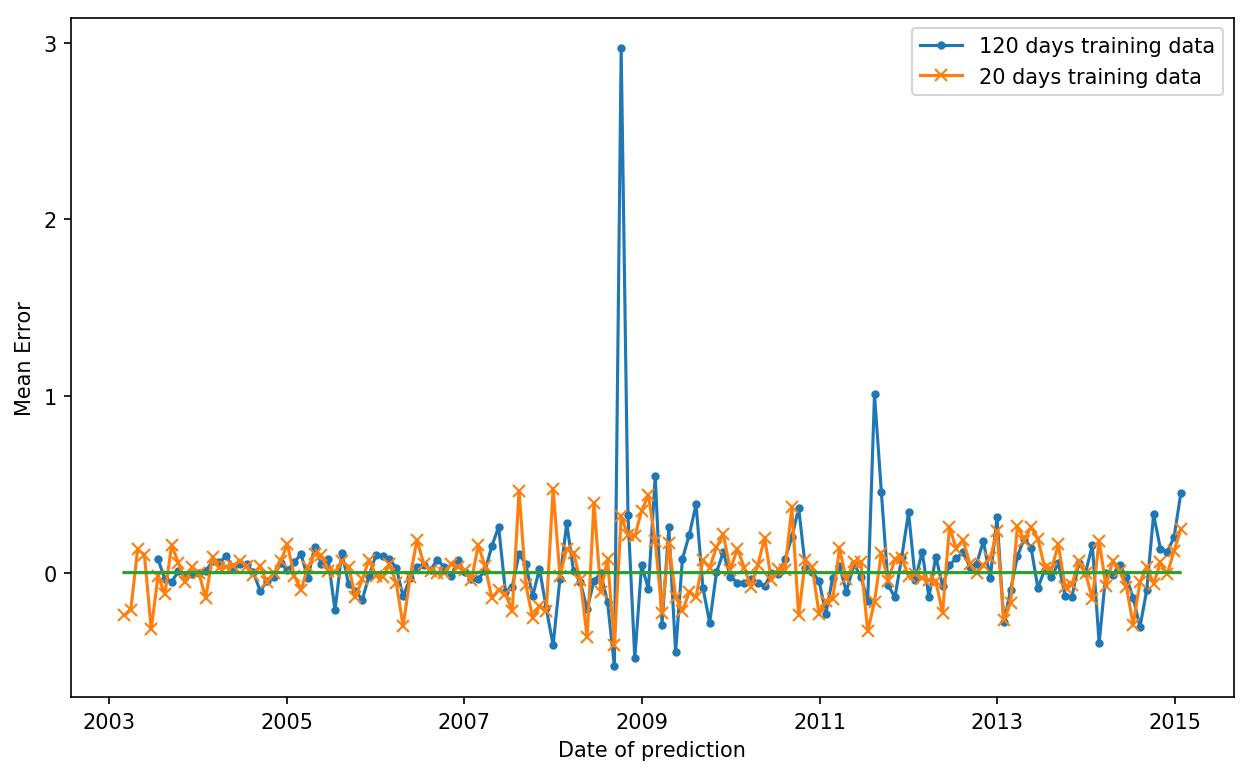 120 days training data
20 days training data
3
2
1
0
Mean Error
2003 2005 2007 2009 2011 2013 2015
Date of prediction